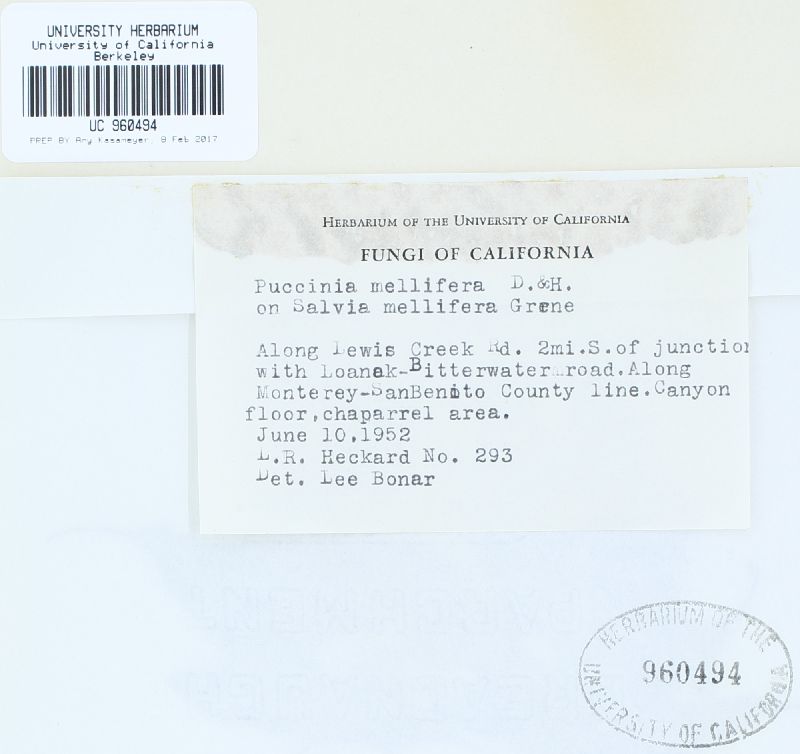 UNIVERSITY HERBARIUM
University of California
Berkeley
UC 960494
PREP BY Amy Kasameyer, 9 Feb 2017
HERBARIUM OF THE UNIVERSITY OF CALIFORNIA
FUNGI OF CALIFORNIA
Puccinia mellifera D.&H.
on Salvia mellifera Greene
Along Lewis Creek Rd. 2mi.S.of junction
with Loanak-Bitterwater road.Along
Monterey-SanBenito County line.Canyon
floor,chaparrel area.
June 10,1952
L.R. Heckard No. 293
Det. Lee Bonar
HERBARIUM OF THE
960494
UNIVERSITY OF CALIFORNIA